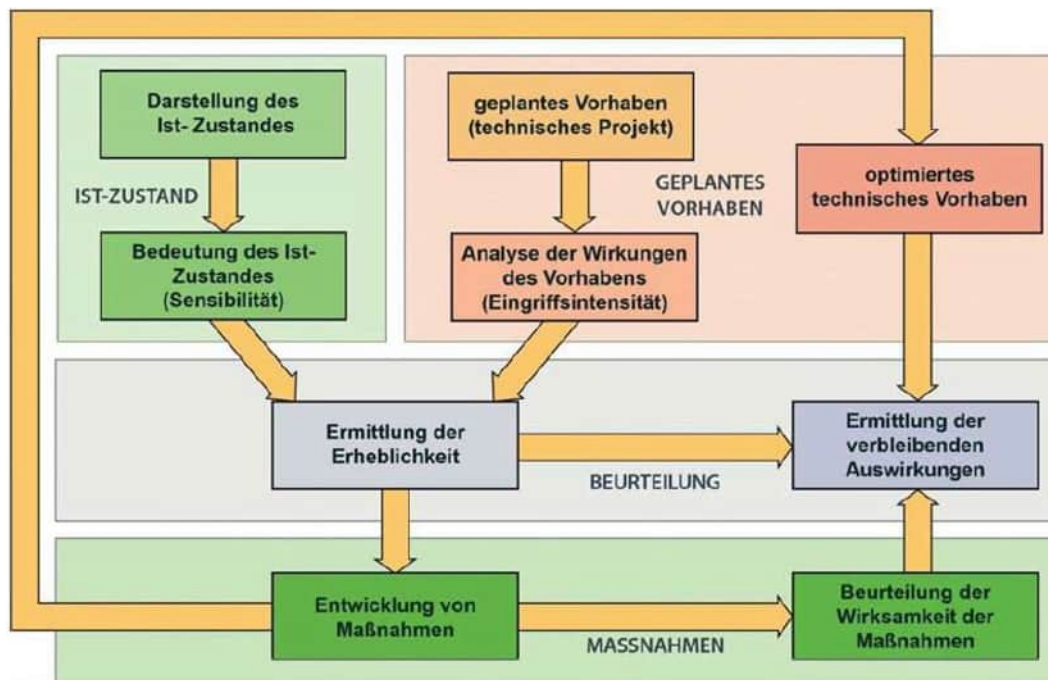 Darstellung des
Ist- Zustandes
geplantes Vorhaben
(technisches Projekt)
IST-ZUSTAND
GEPLANTES
VORHABEN
optimiertes
technisches Vorhaben
Bedeutung des Ist-
Zustandes
(Sensibilität)
Analyse der Wirkungen
des Vorhabens
(Eingriffsintensität)
Ermittlung der
Erheblichkeit
BEURTEILUNG
Ermittlung der
verbleibenden
Auswirkungen
Entwicklung von
Maßnahmen
MASSNAHMEN
Beurteilung der
Wirksamkeit der
Maßnahmen